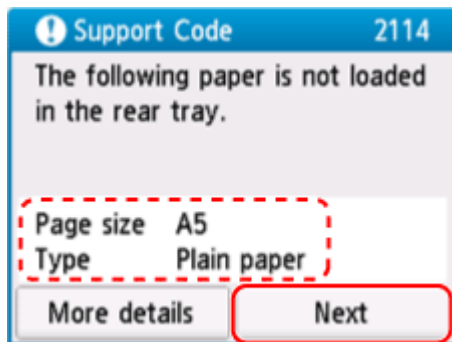 Support Code 2114
The following paper is not loaded
in the rear tray.
Page size A5
Type Plain paper
More details Next